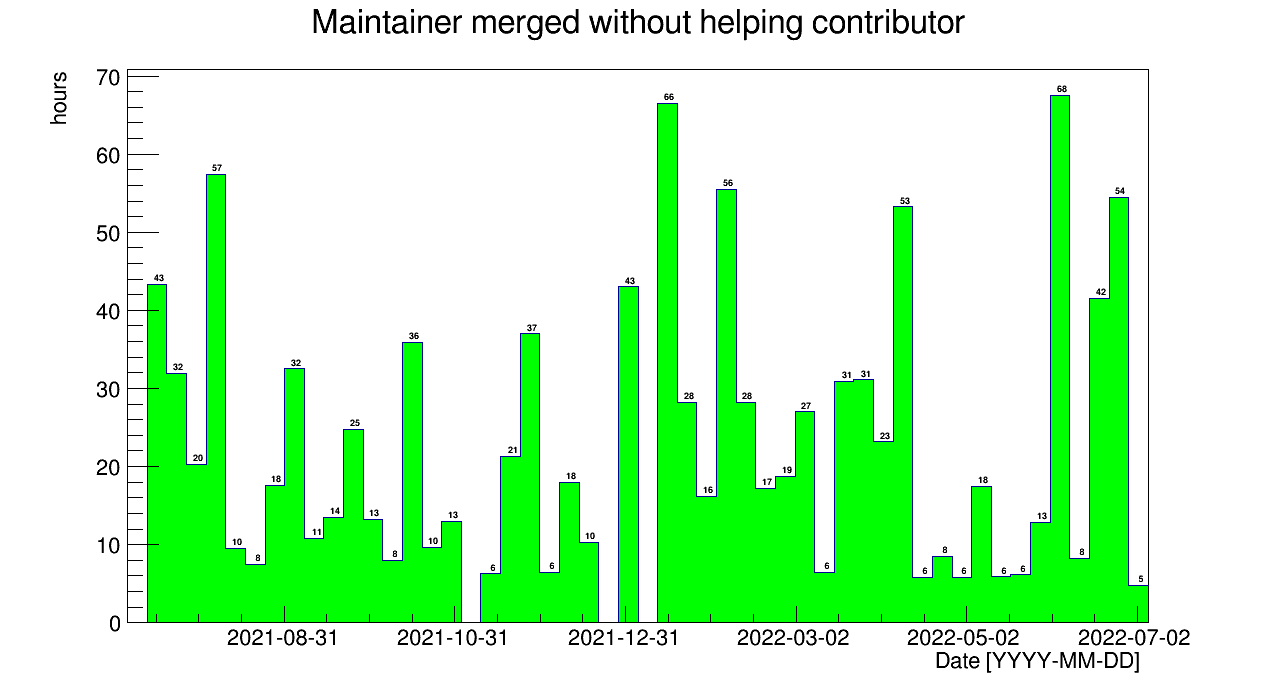 Maintainer merged without helping contributor
hours
70
60
50
40
30
20
10
0
43 32 20 57 10 8 18 32 11 14 25 13 8 36 10 13 6 21 37 6 18 10 43 66 28 16 56 28 17 19 27 6 31 31 23 53 6 8 6 18 6 6 13 68 8 42 54 5
2021-08-31 2021-10-31 2021-12-31 2022-03-02 2022-05-02 2022-07-02
Date [YYYY-MM-DD]